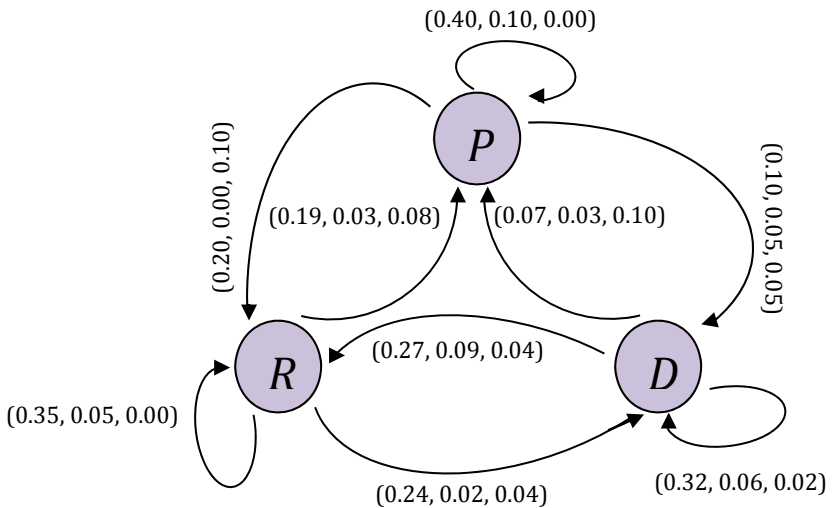 (0.40, 0.10, 0.00)
P
(0.20, 0.00, 0.10)
(0.10, 0.05, 0.05)
(0.19, 0.03, 0.08)
(0.07, 0.03, 0.10)
(0.27, 0.09, 0.04)
R
D
(0.35, 0.05, 0.00)
(0.32, 0.06, 0.02)
(0.24, 0.02, 0.04)